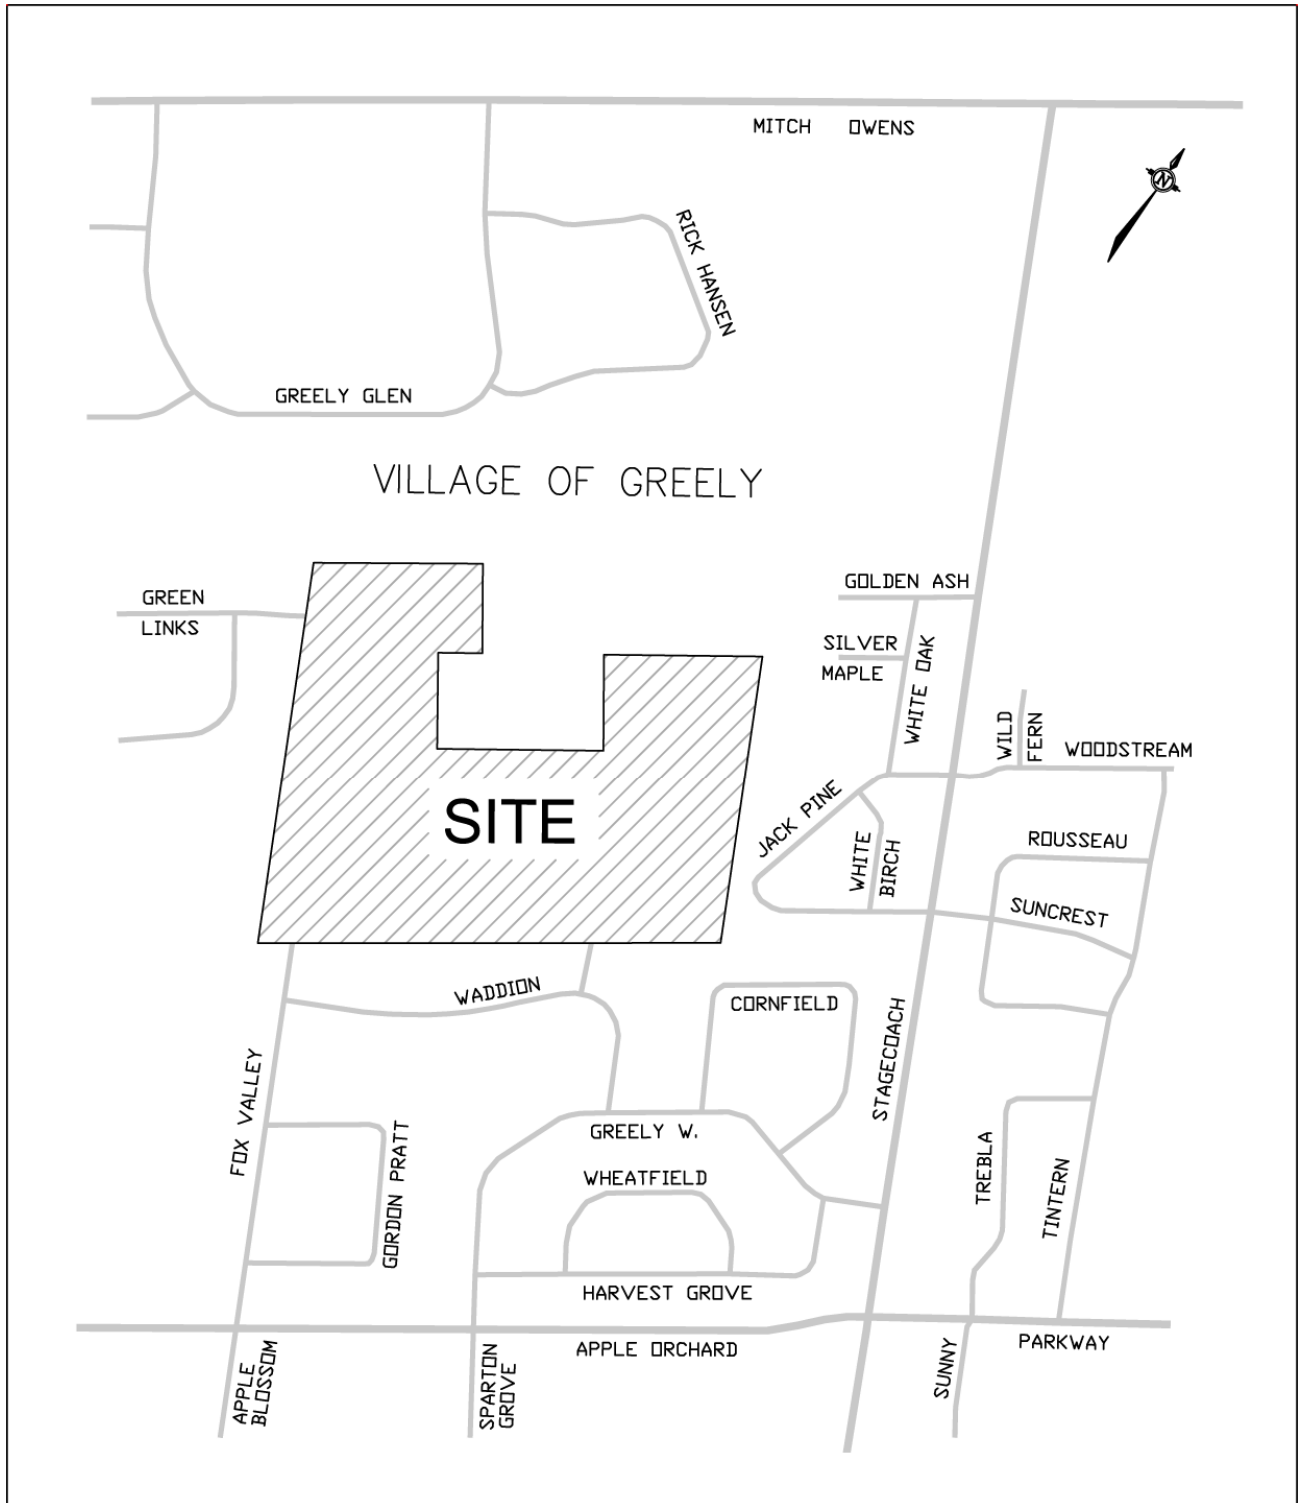 MITCH OWENS
N
RICK HANSEN
GREELY GLEN
VILLAGE OF GREELY
GOLDEN ASH
GREEN
LINKS
SILVER
MAPLE
WHITE OAK
WILD
FERN
WOODSTREAM
JACK PINE
SITE
WHITE
BIRCH
ROUSSEAU
SUNCREST
WADDION
CORNFIELD
STAGECOACH
FOX VALLEY
GORDON PRATT
GREELY W.
WHEATFIELD
TREBLA
TINTERN
HARVEST GROVE
APPLE ORCHARD
PARKWAY
SUNNY
APPLE
BLOSSOM
SPARTON
GROVE